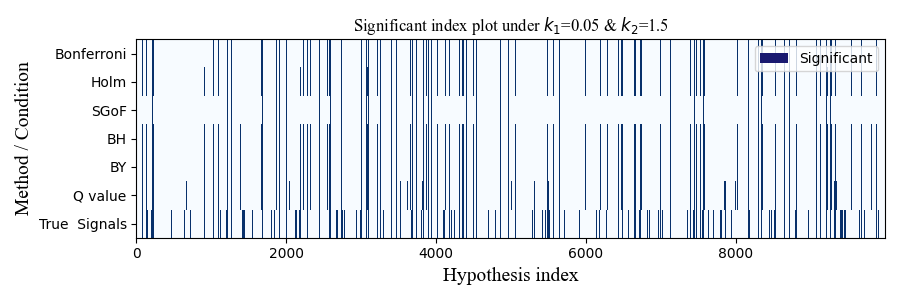 Significant index plot under k₁=0.05 & k₂=1.5
Method / Condition
Bonferroni
Holm
SGoF
BH
BY
Q value
True  Signals
Significant
0 2000 4000 6000 8000
Hypothesis index